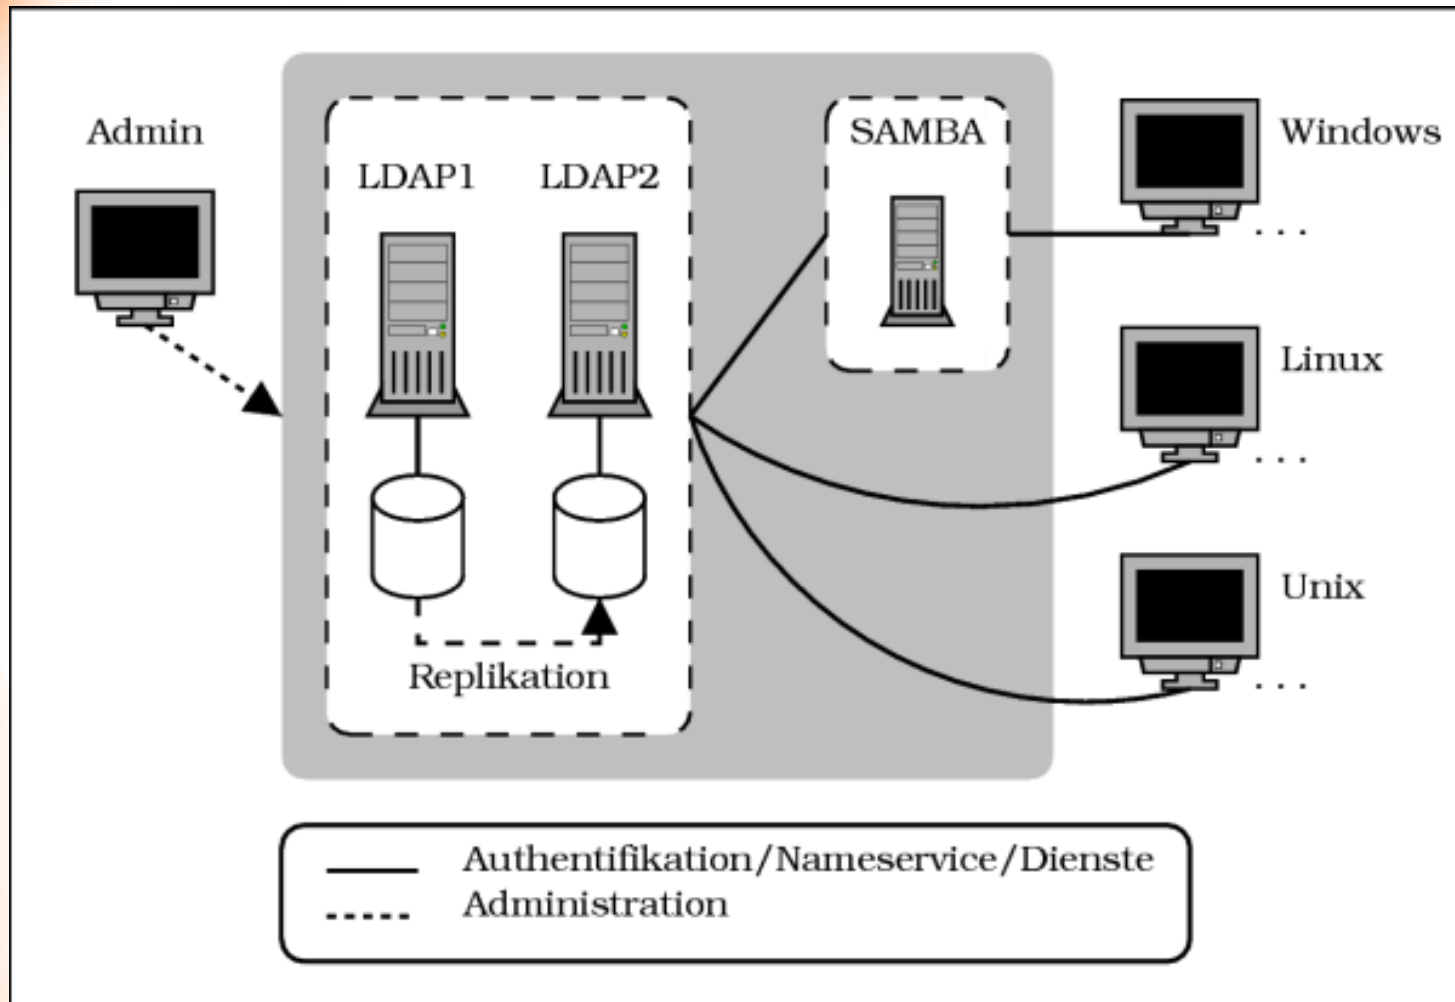 Admin
LDAP1
LDAP2
Replikation
SAMBA
Windows
. . .
Linux
. . .
Unix
. . .
Authentifikation/Nameservice/Dienste
Administration